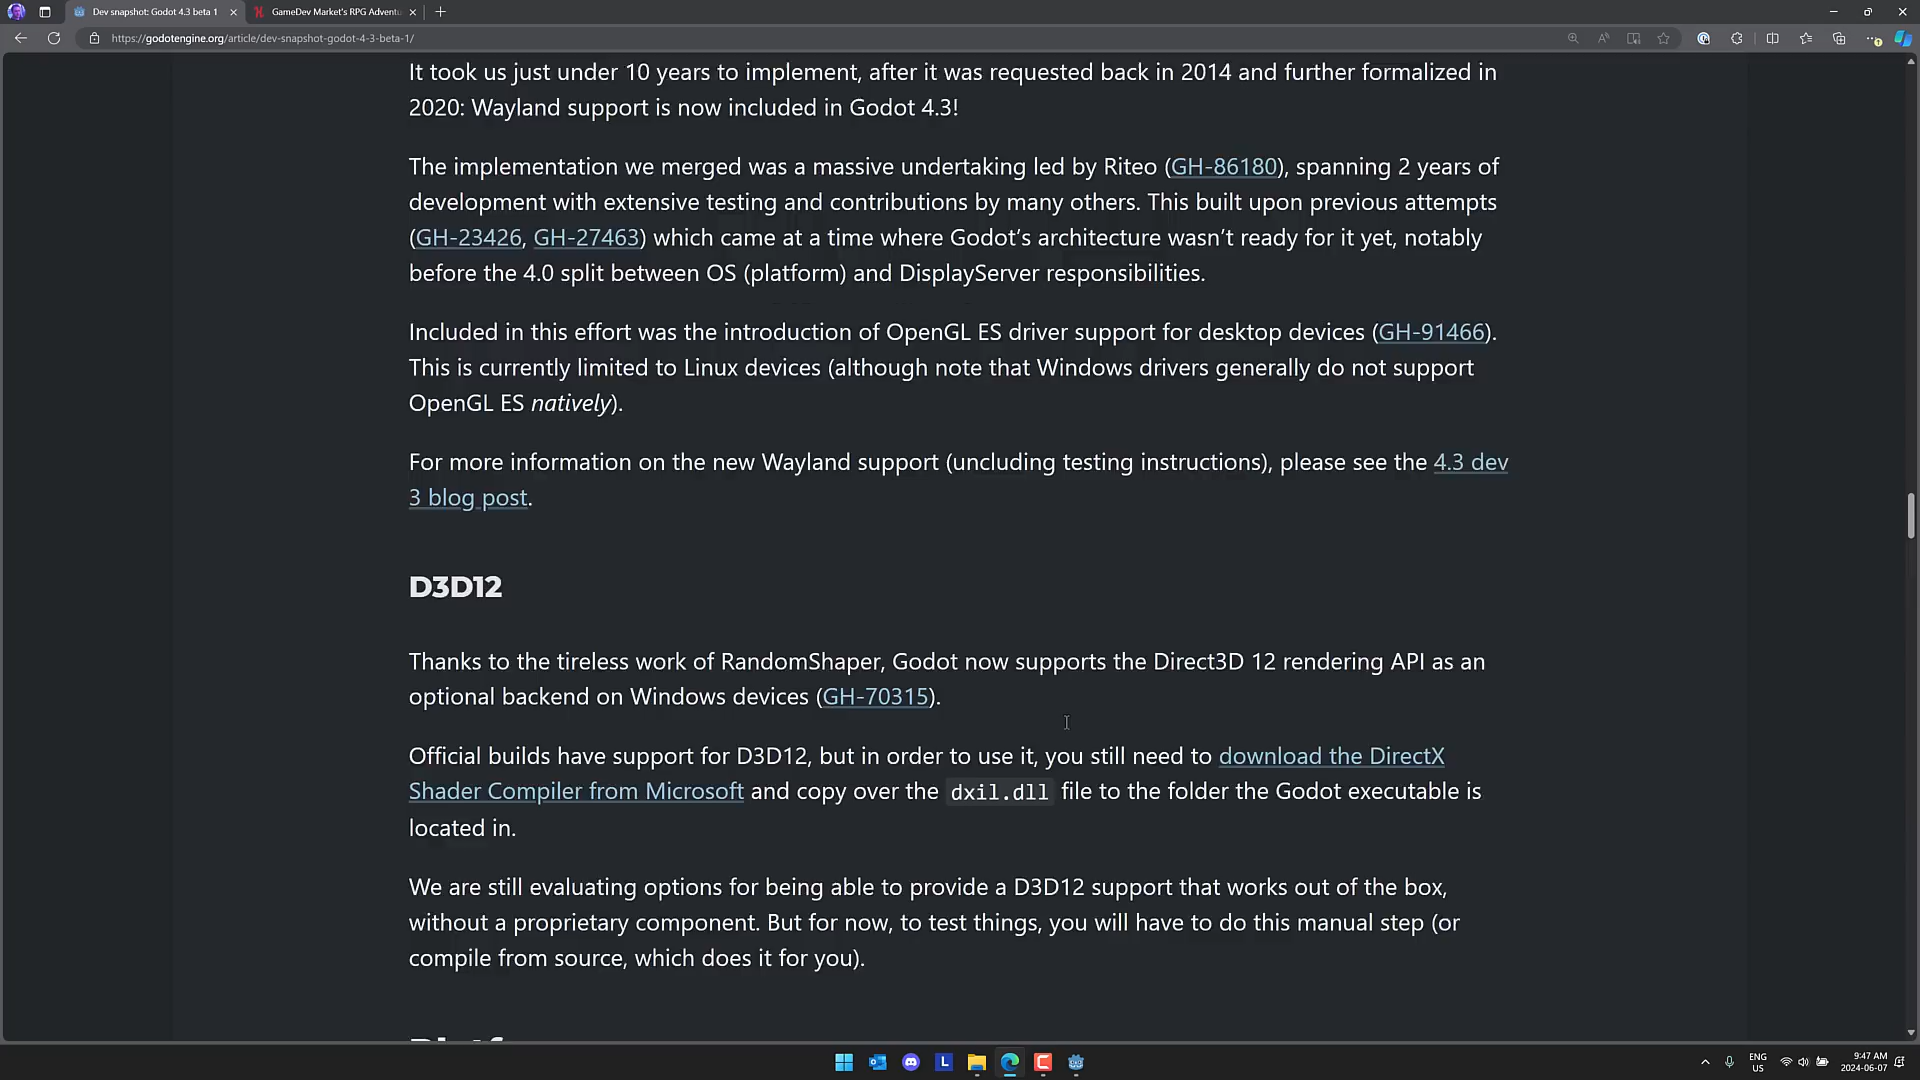 Dev snapshot: Godot 4.3 beta 1
GameDev Market's RPG Adventu
https://godotengine.org/article/dev-snapshot-godot-4-3-beta-1/
It took us just under 10 years to implement, after it was requested back in 2014 and further formalized in
2020: Wayland support is now included in Godot 4.3!
The implementation we merged was a massive undertaking led by Riteo (GH-86180), spanning 2 years of
development with extensive testing and contributions by many others. This built upon previous attempts
(GH-23426, GH-27463) which came at a time where Godot’s architecture wasn’t ready for it yet, notably
before the 4.0 split between OS (platform) and DisplayServer responsibilities.
Included in this effort was the introduction of OpenGL ES driver support for desktop devices (GH-91466).
This is currently limited to Linux devices (although note that Windows drivers generally do not support
OpenGL ES natively).
For more information on the new Wayland support (uncluding testing instructions), please see the 4.3 dev
3 blog post.
D3D12
Thanks to the tireless work of RandomShaper, Godot now supports the Direct3D 12 rendering API as an
optional backend on Windows devices (GH-70315).
Official builds have support for D3D12, but in order to use it, you still need to download the DirectX
Shader Compiler from Microsoft and copy over the dxil.dll file to the folder the Godot executable is
located in.
We are still evaluating options for being able to provide a D3D12 support that works out of the box,
without a proprietary component. But for now, to test things, you will have to do this manual step (or
compile from source, which does it for you).
L
ENG
US
9:47 AM
2024-06-07